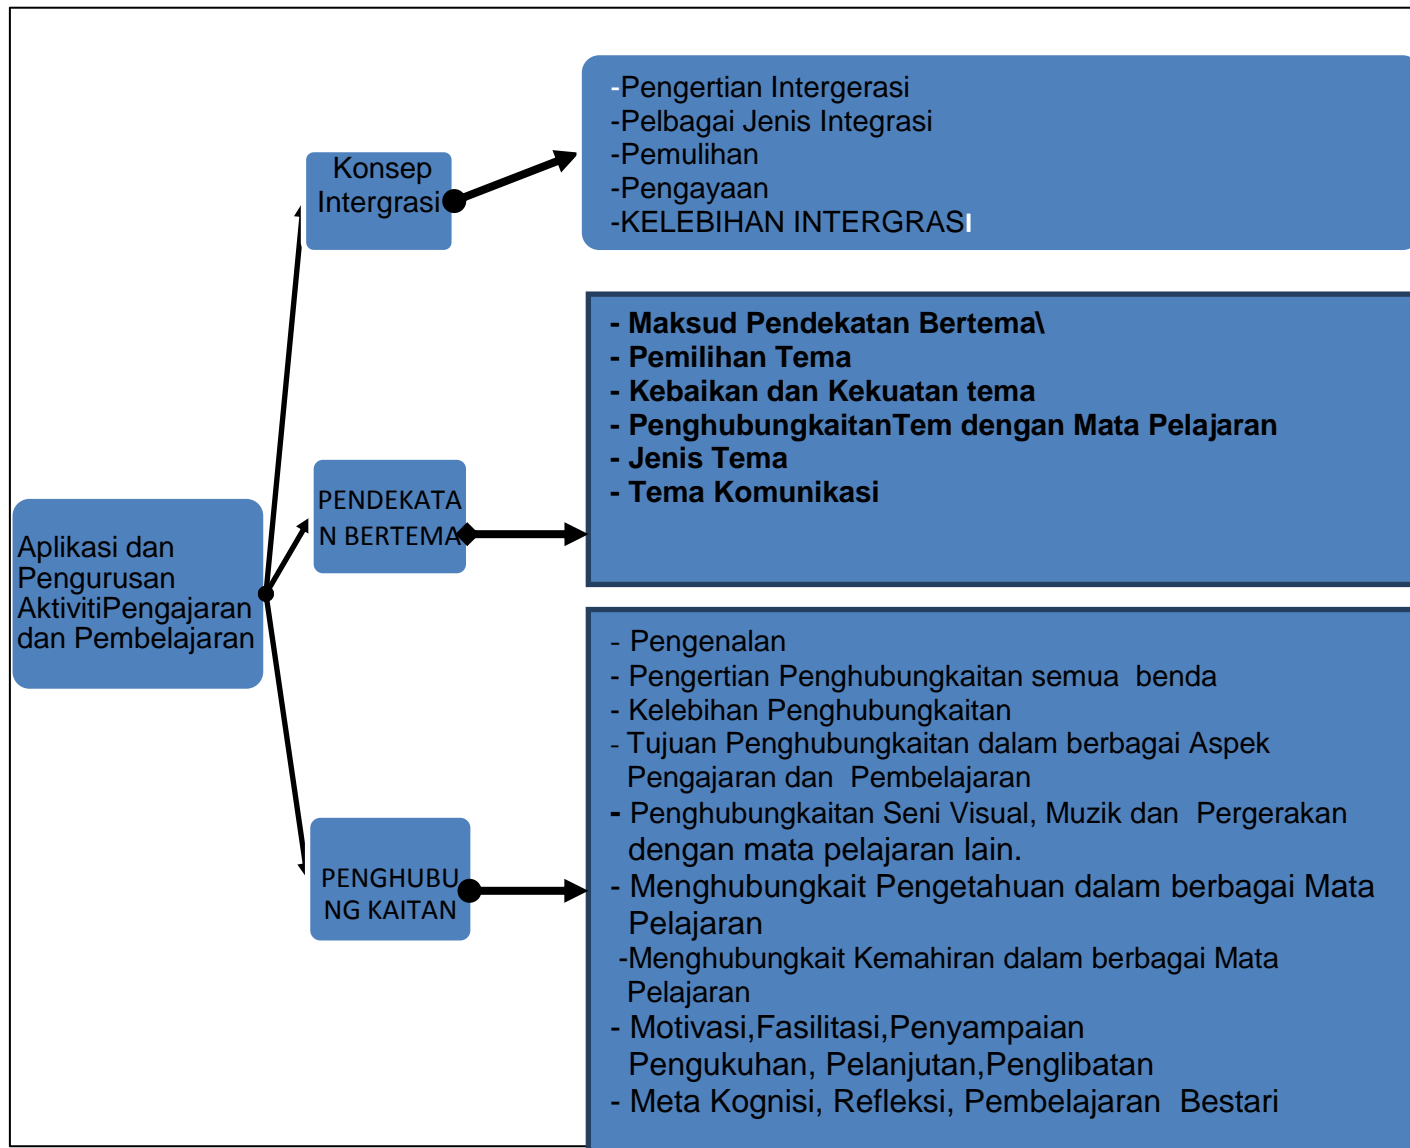 Aplikasi dan
Pengurusan
AktivitiPengajaran
dan Pembelajaran
Konsep
Intergrasi
-Pengertian Intergerasi
-Pelbagai Jenis Integrasi
-Pemulihan
-Pengayaan
-KELEBIHAN INTERGRASI
PENDEKATA
N BERTEMA
- Maksud Pendekatan Bertema\
- Pemilihan Tema
- Kebaikan dan Kekuatan tema
- PenghubungkaitanTem dengan Mata Pelajaran
- Jenis Tema
- Tema Komunikasi
PENGHUBU
NG KAITAN
- Pengenalan
- Pengertian Penghubungkaitan semua  benda
- Kelebihan Penghubungkaitan
- Tujuan Penghubungkaitan dalam berbagai Aspek
Pengajaran dan  Pembelajaran
- Penghubungkaitan Seni Visual, Muzik dan  Pergerakan
dengan mata pelajaran lain.
- Menghubungkait Pengetahuan dalam berbagai Mata
Pelajaran
-Menghubungkait Kemahiran dalam berbagai Mata
Pelajaran
- Motivasi,Fasilitasi,Penyampaian
Pengukuhan, Pelanjutan,Penglibatan
- Meta Kognisi, Refleksi, Pembelajaran  Bestari